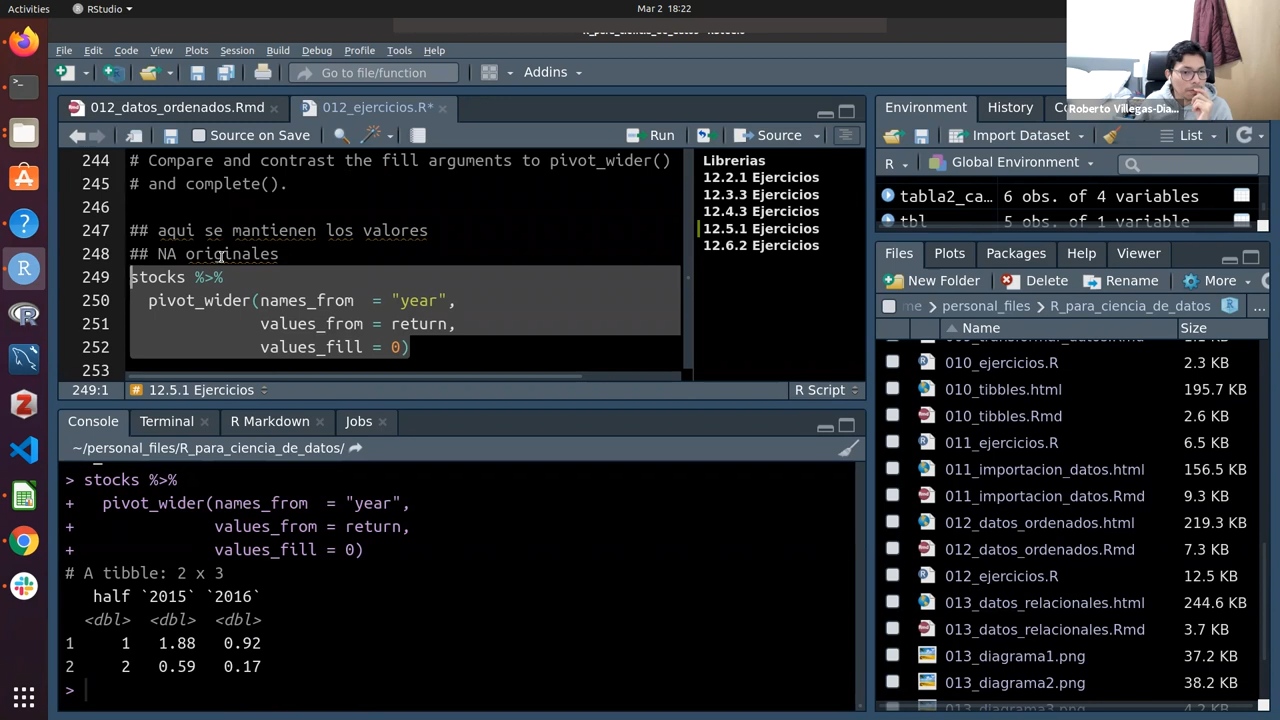 Activities
RStudio
Mar 2 18:22
R_para_ciencia_de_datos - RStudio
File Edit Code View Plots Session Build Debug Profile Tools Help
Go to file/function
Addins
Roberto Villegas-Dia...
012_datos_ordenados.Rmd
012_ejercicios.R*
Source on Save
Run
Source
244 # Compare and contrast the fill arguments to pivot_wider()
245 # and complete().
246
247 ## aqui se mantienen los valores
248 ## NA originales
249 stocks %>%
250 pivot_wider(names_from = "year",
251 values_from = return,
252 values_fill = 0)
253
249:1
12.5.1 Ejercicios
R Script
Librerias
12.2.1 Ejercicios
12.3.3 Ejercicios
12.4.3 Ejercicios
12.5.1 Ejercicios
12.6.2 Ejercicios
Console Terminal R Markdown Jobs
~/personal_files/R_para_ciencia_de_datos/
> stocks %>%
+ pivot_wider(names_from = "year",
+ values_from = return,
+ values_fill = 0)
# A tibble: 2 x 3
half `2015` `2016`
<dbl> <dbl> <dbl>
1 1 1.88 0.92
2 2 0.59 0.17
>
Environment History Co
Import Dataset
List
R
Global Environment
tabla2_ca… 6 obs. of 4 variables
tbl 5 obs. of 1 variable
Files Plots Packages Help Viewer
New Folder
Delete
Rename
More
me > personal_files > R_para_ciencia_de_datos
...
Name Size
010_ejercicios.R 2.3 KB
010_tibbles.html 195.7 KB
010_tibbles.Rmd 2.6 KB
011_ejercicios.R 6.5 KB
011_importacion_datos.html 156.5 KB
011_importacion_datos.Rmd 9.3 KB
012_datos_ordenados.html 219.3 KB
012_datos_ordenados.Rmd 7.3 KB
012_ejercicios.R 12.5 KB
013_datos_relacionales.html 244.6 KB
013_datos_relacionales.Rmd 3.7 KB
013_diagrama1.png 37.2 KB
013_diagrama2.png 38.2 KB
013_diagrama3.png 4.2 KB